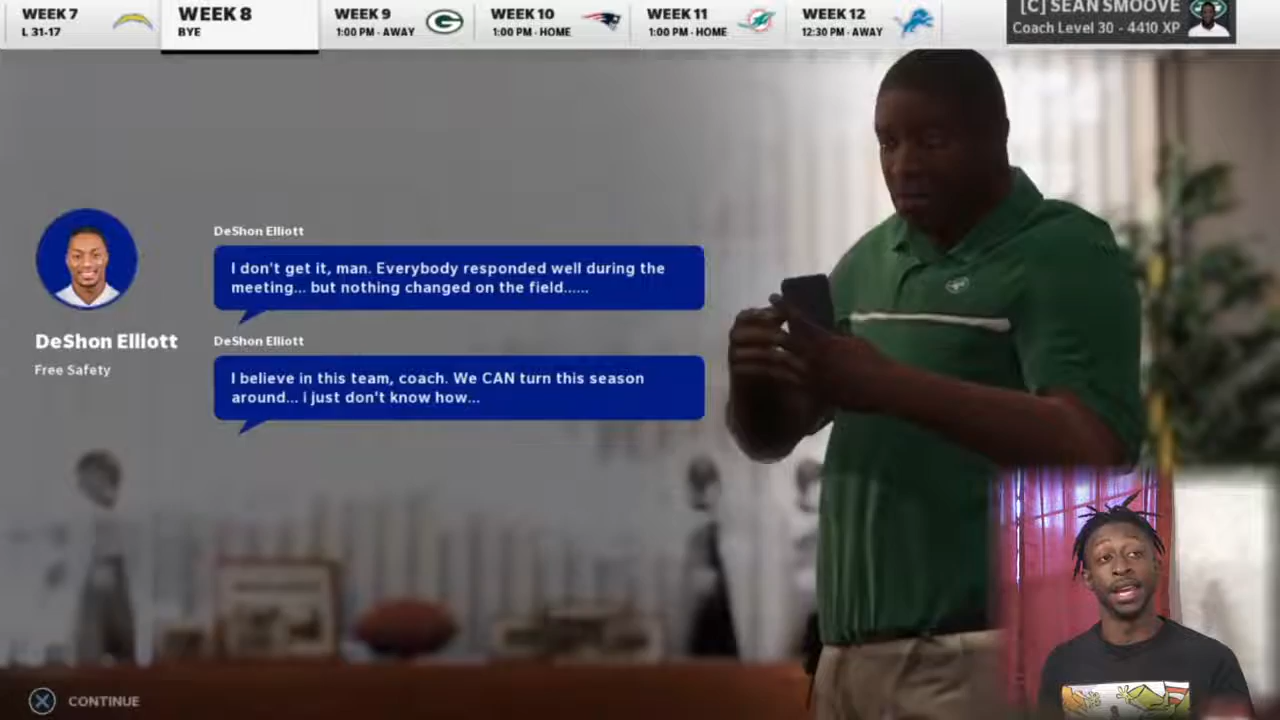 WEEK 7
L 31-17
WEEK 8
BYE
WEEK 9
1:00 PM - AWAY
WEEK 10
1:00 PM - HOME
WEEK 11
1:00 PM - HOME
WEEK 12
12:30 PM - AWAY
[C] SEAN SMOOVE
Coach Level 30 - 4410 XP
DeShon Elliott
I don't get it, man. Everybody responded well during the
meeting... but nothing changed on the field......
DeShon Elliott
Free Safety
DeShon Elliott
I believe in this team, coach. We CAN turn this season
around... i just don't know how...
CONTINUE